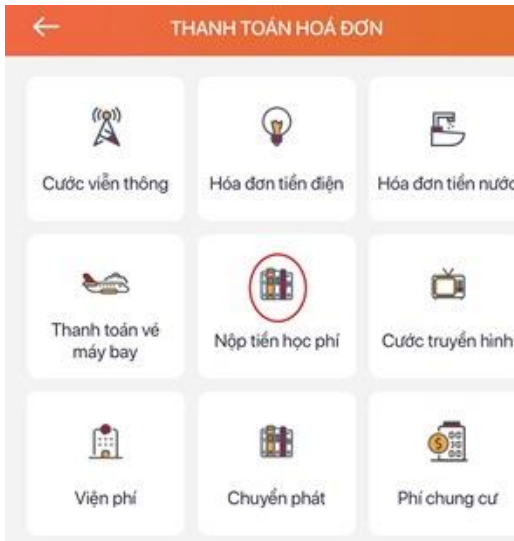 THANH TOÁN HOÁ ĐƠN
Cước viễn thông
Hóa đơn tiền điện
Hóa đơn tiền nước
Thanh toán vé
máy bay
Nộp tiền học phí
Cước truyền hình
Viện phí
Chuyển phát
Phí chung cư